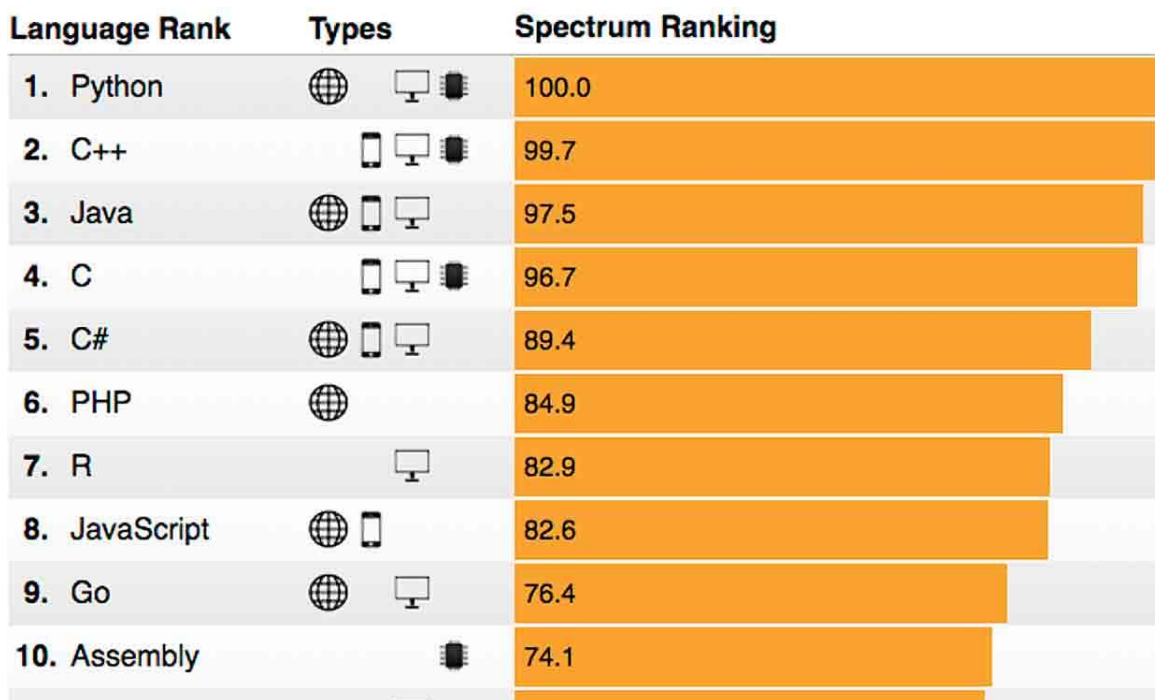 Language Rank Types Spectrum Ranking
1. Python 100.0
2. C++ 99.7
3. Java 97.5
4. C 96.7
5. C# 89.4
6. PHP 84.9
7. R 82.9
8. JavaScript 82.6
9. Go 76.4
10. Assembly 74.1